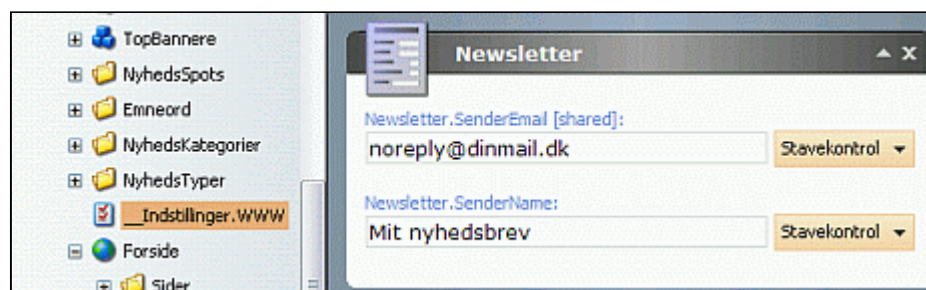 TopBannere
NyhedsSpots
Emneord
NyhedsKategorier
NyhedsTyper
__Indstillinger.WWW
Forside
Sider
Newsletter
Newsletter.SenderEmail [shared]:
noreply@dinmail.dk
Stavekontrol
Newsletter.SenderName:
Mit nyhedsbrev
Stavekontrol